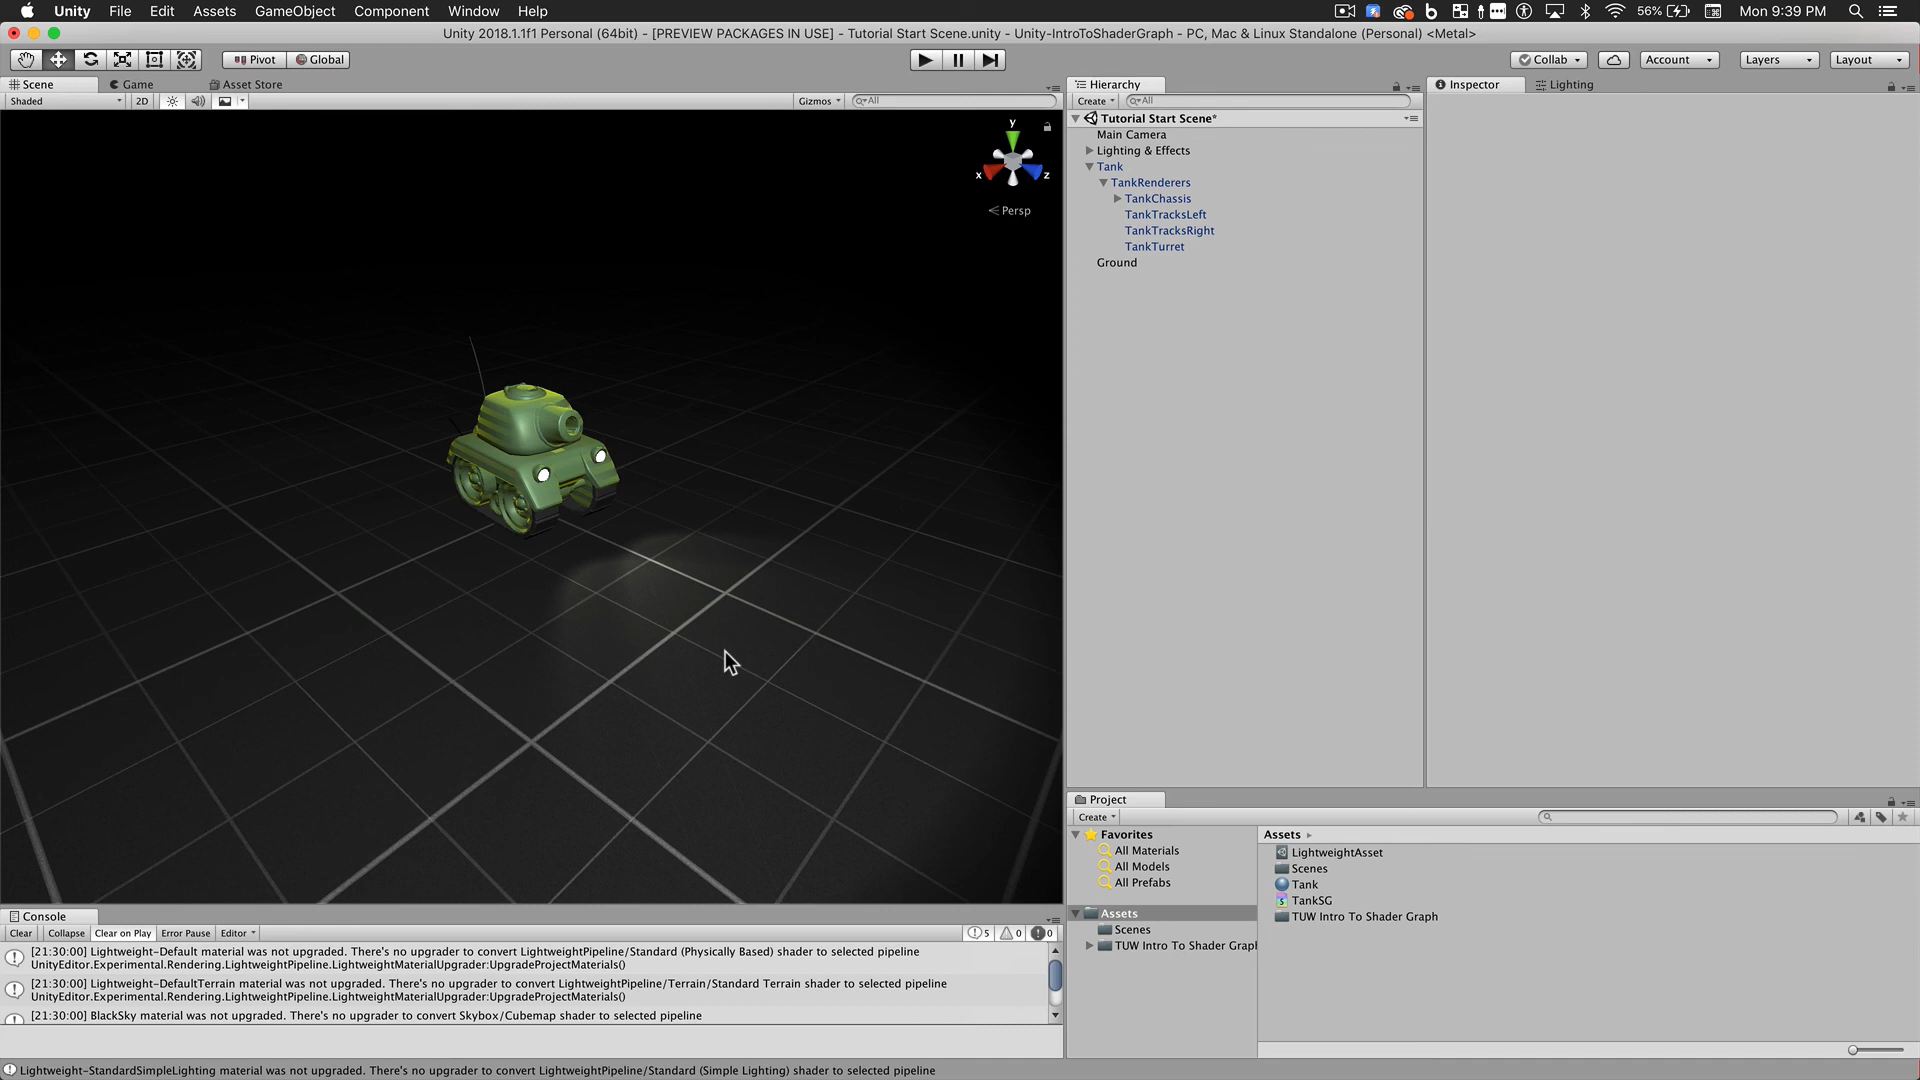 Unity File Edit Assets GameObject Component Window Help 56% Mon 9:39 PM
Unity 2018.1.1f1 Personal (64bit) - [PREVIEW PACKAGES IN USE] - Tutorial Start Scene.unity - Unity-IntroToShaderGraph - PC, Mac & Linux Standalone (Personal) <Metal>
Pivot Global Collab Account Layers Layout
Scene Game Asset Store
Shaded 2D Gizmos All
y
x z
Persp
Hierarchy
Create All
Tutorial Start Scene*
Main Camera
Lighting & Effects
Tank
TankRenderers
TankChassis
TankTracksLeft
TankTracksRight
TankTurret
Ground
Inspector Lighting
Project
Create
Favorites
All Materials
All Models
All Prefabs
Assets
Scenes
TUW Intro To Shader Graph
Assets
LightweightAsset
Scenes
Tank
TankSG
TUW Intro To Shader Graph
Console
Clear Collapse Clear on Play Error Pause Editor 5 0 0
[21:30:00] Lightweight-Default material was not upgraded. There's no upgrader to convert LightweightPipeline/Standard (Physically Based) shader to selected pipeline
UnityEditor.Experimental.Rendering.LightweightPipeline.LightweightMaterialUpgrader:UpgradeProjectMaterials()
[21:30:00] Lightweight-DefaultTerrain material was not upgraded. There's no upgrader to convert LightweightPipeline/Terrain/Standard Terrain shader to selected pipeline
UnityEditor.Experimental.Rendering.LightweightPipeline.LightweightMaterialUpgrader:UpgradeProjectMaterials()
[21:30:00] BlackSky material was not upgraded. There's no upgrader to convert Skybox/Cubemap shader to selected pipeline
Lightweight-StandardSimpleLighting material was not upgraded. There's no upgrader to convert LightweightPipeline/Standard (Simple Lighting) shader to selected pipeline